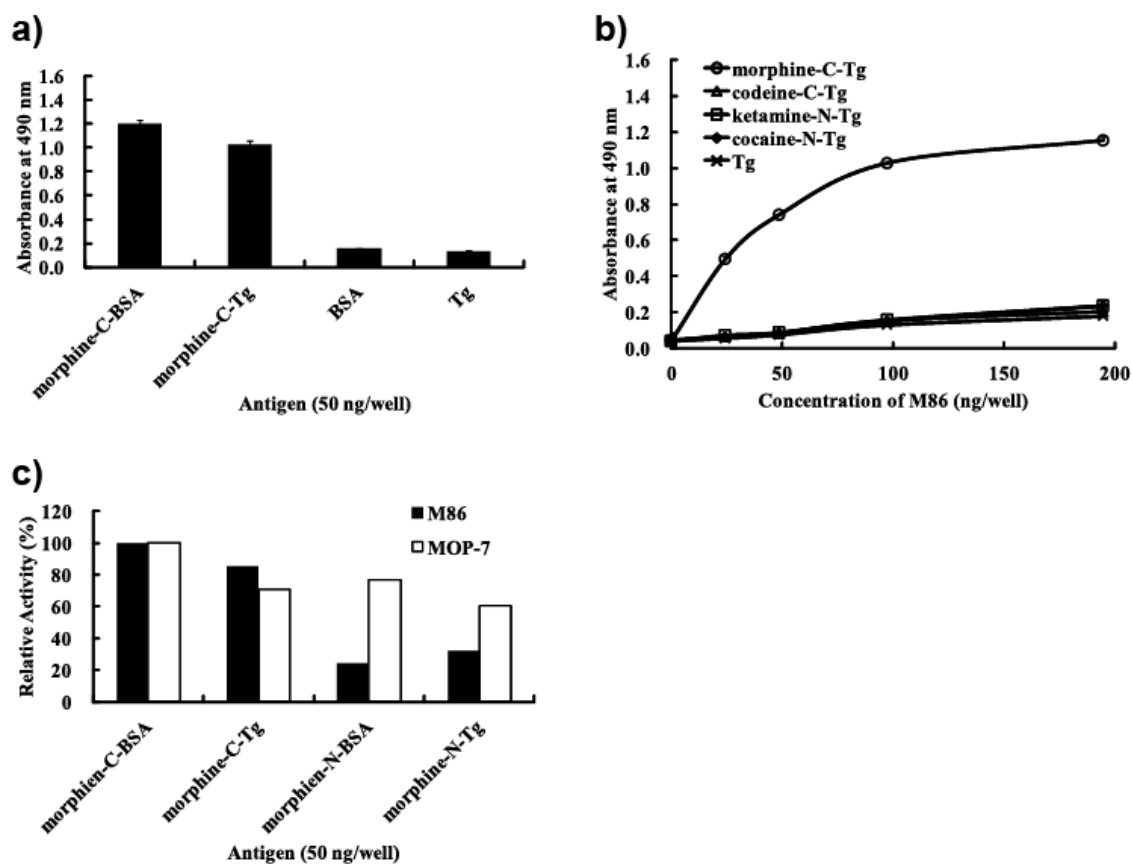 a)
Absorbance at 490 nm
1.6
1.4
1.2
1.0
0.8
0.6
0.4
0.2
0.0
morphine-C-BSA
morphine-C-Tg
BSA
Tg
Antigen (50 ng/well)
b)
Absorbance at 490 nm
1.6
1.4
1.2
1.0
0.8
0.6
0.4
0.2
0.0
morphine-C-Tg
codeine-C-Tg
ketamine-N-Tg
cocaine-N-Tg
Tg
0 50 100 150 200
Concentration of M86 (ng/well)
c)
Relative Activity (%)
120
100
80
60
40
20
0
M86
MOP-7
morphien-C-BSA
morphine-C-Tg
morphien-N-BSA
morphine-N-Tg
Antigen (50 ng/well)